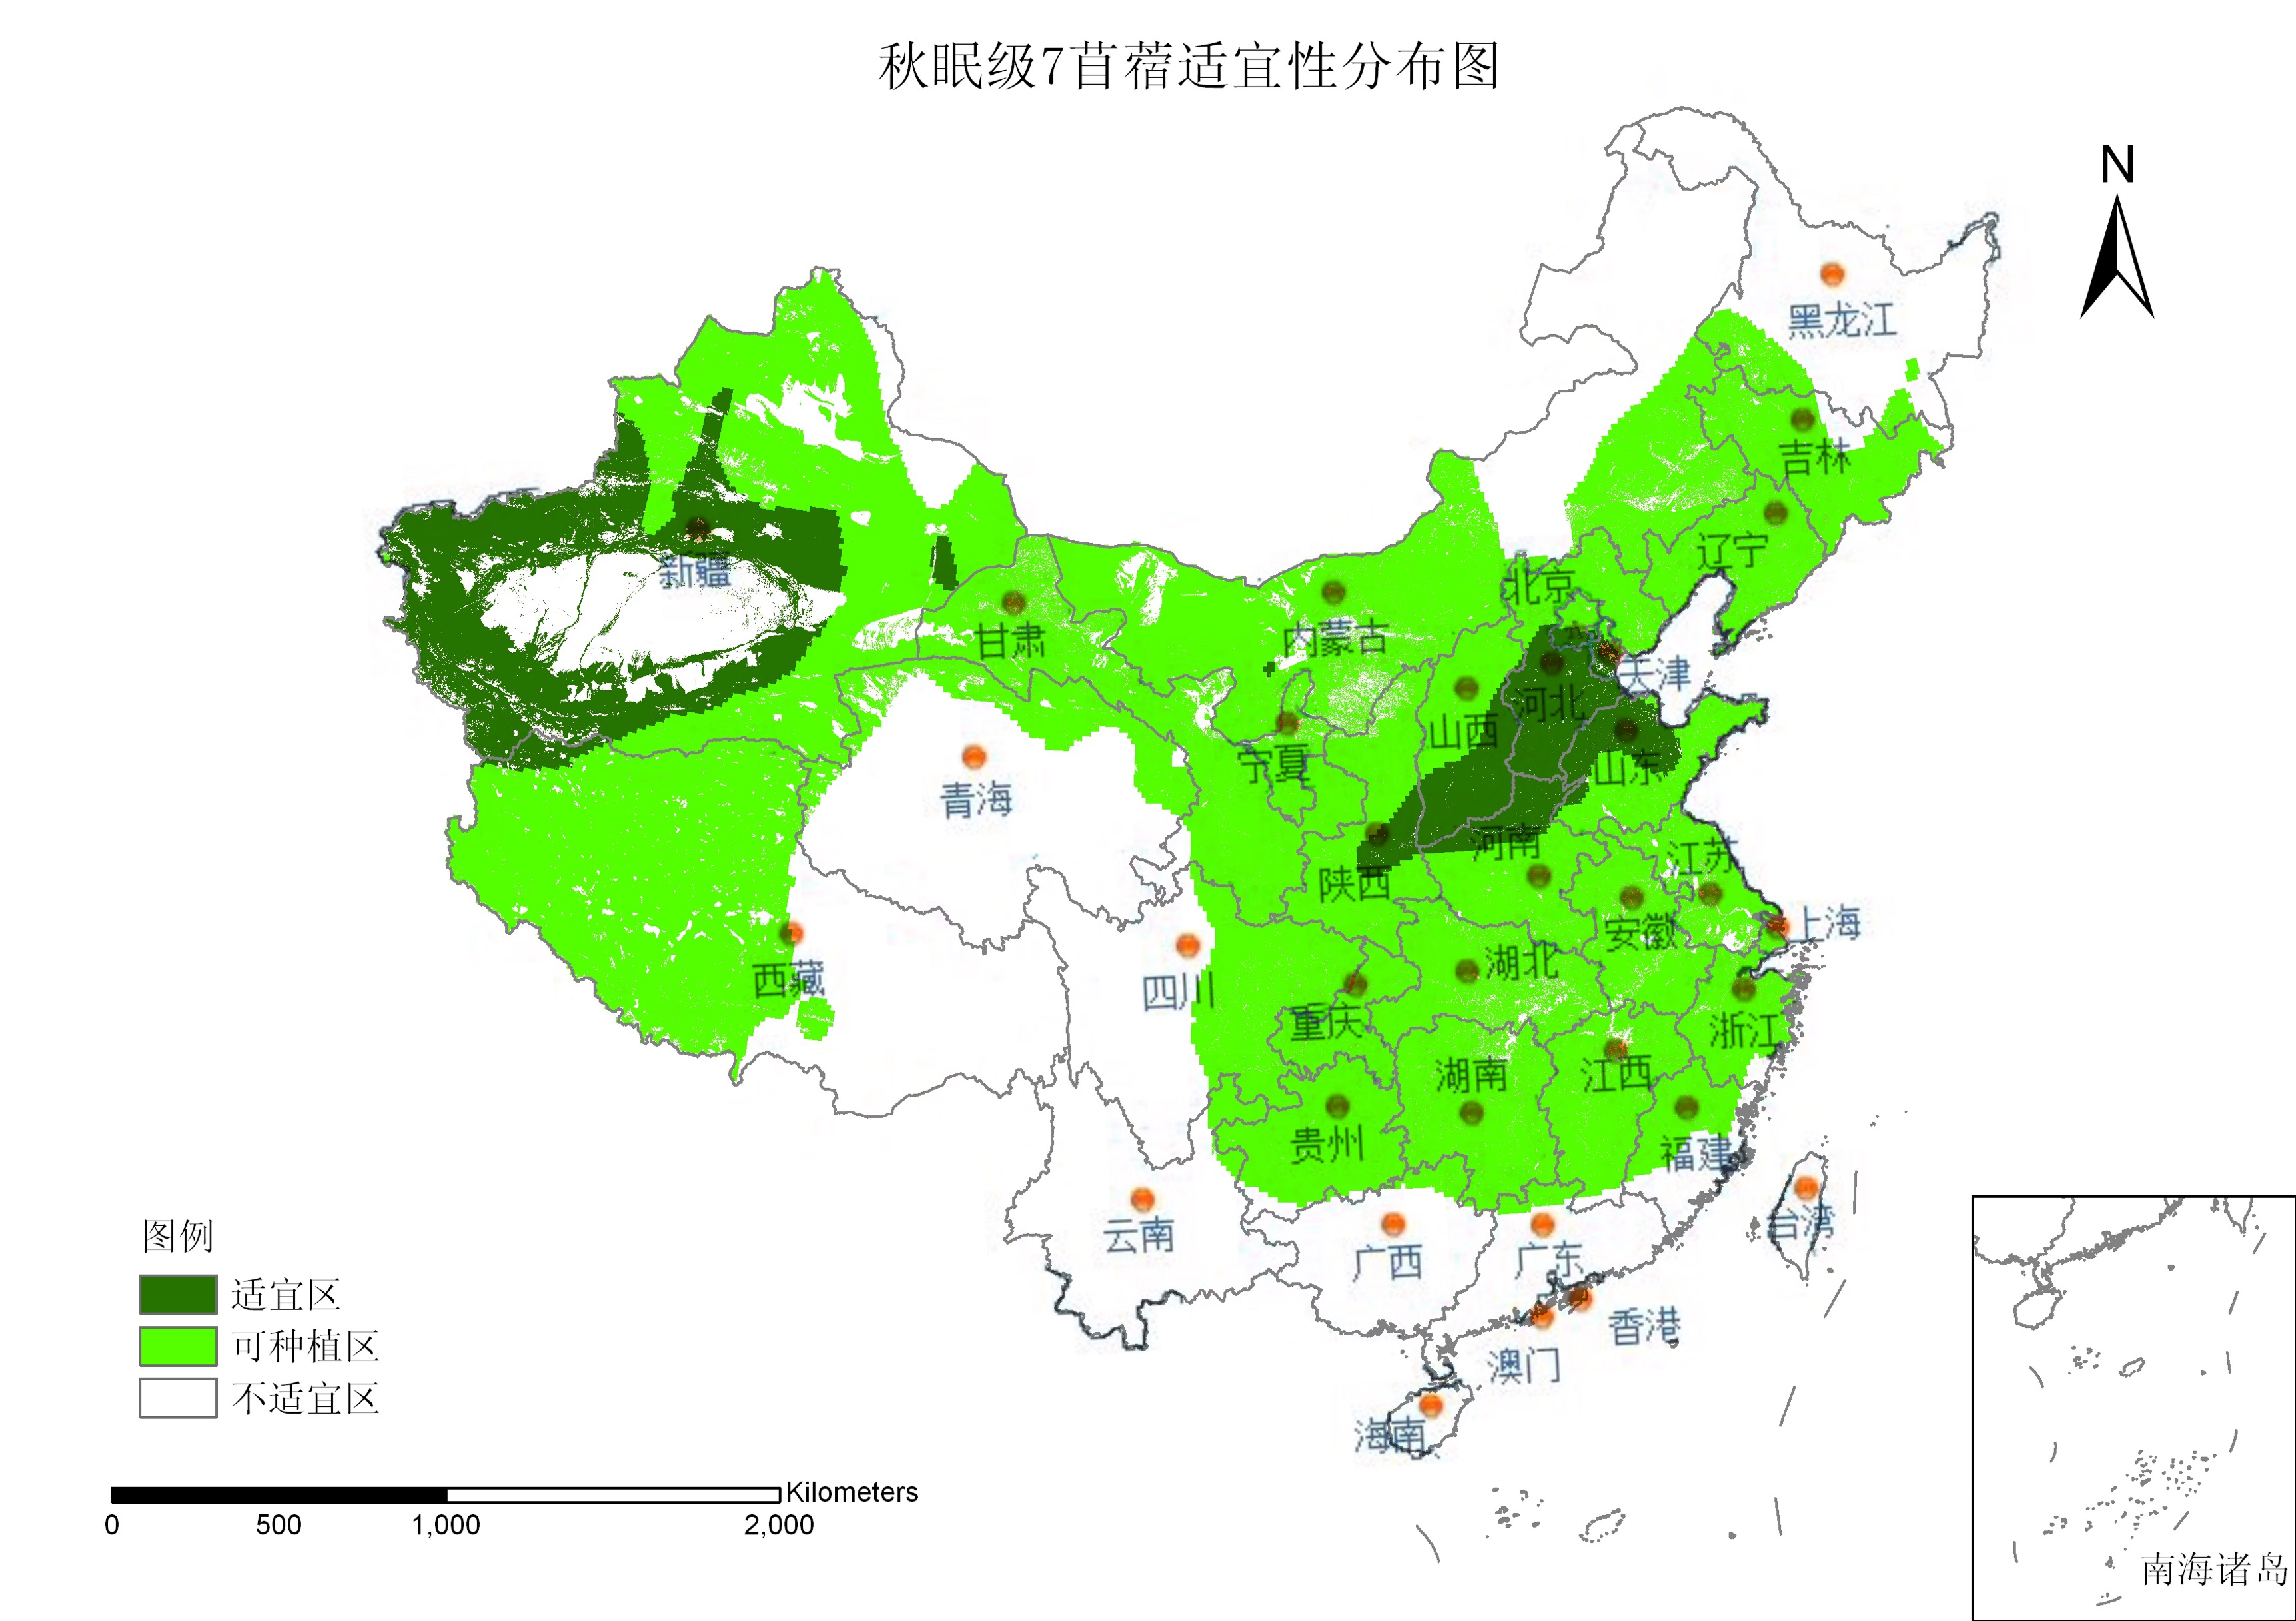 秋眠级7苜蓿适宜性分布图
N
黑龙江
吉林
辽宁
新疆
北京
甘肃
内蒙古
天津
河北
山西
宁夏
山东
青海
河南
江苏
陕西
上海
安徽
西藏
湖北
四川
重庆
浙江
湖南
江西
贵州
福建
台湾
云南
广西
广东
香港
澳门
海南
图例
适宜区
可种植区
不适宜区
Kilometers
0 500 1,000 2,000
南海诸岛